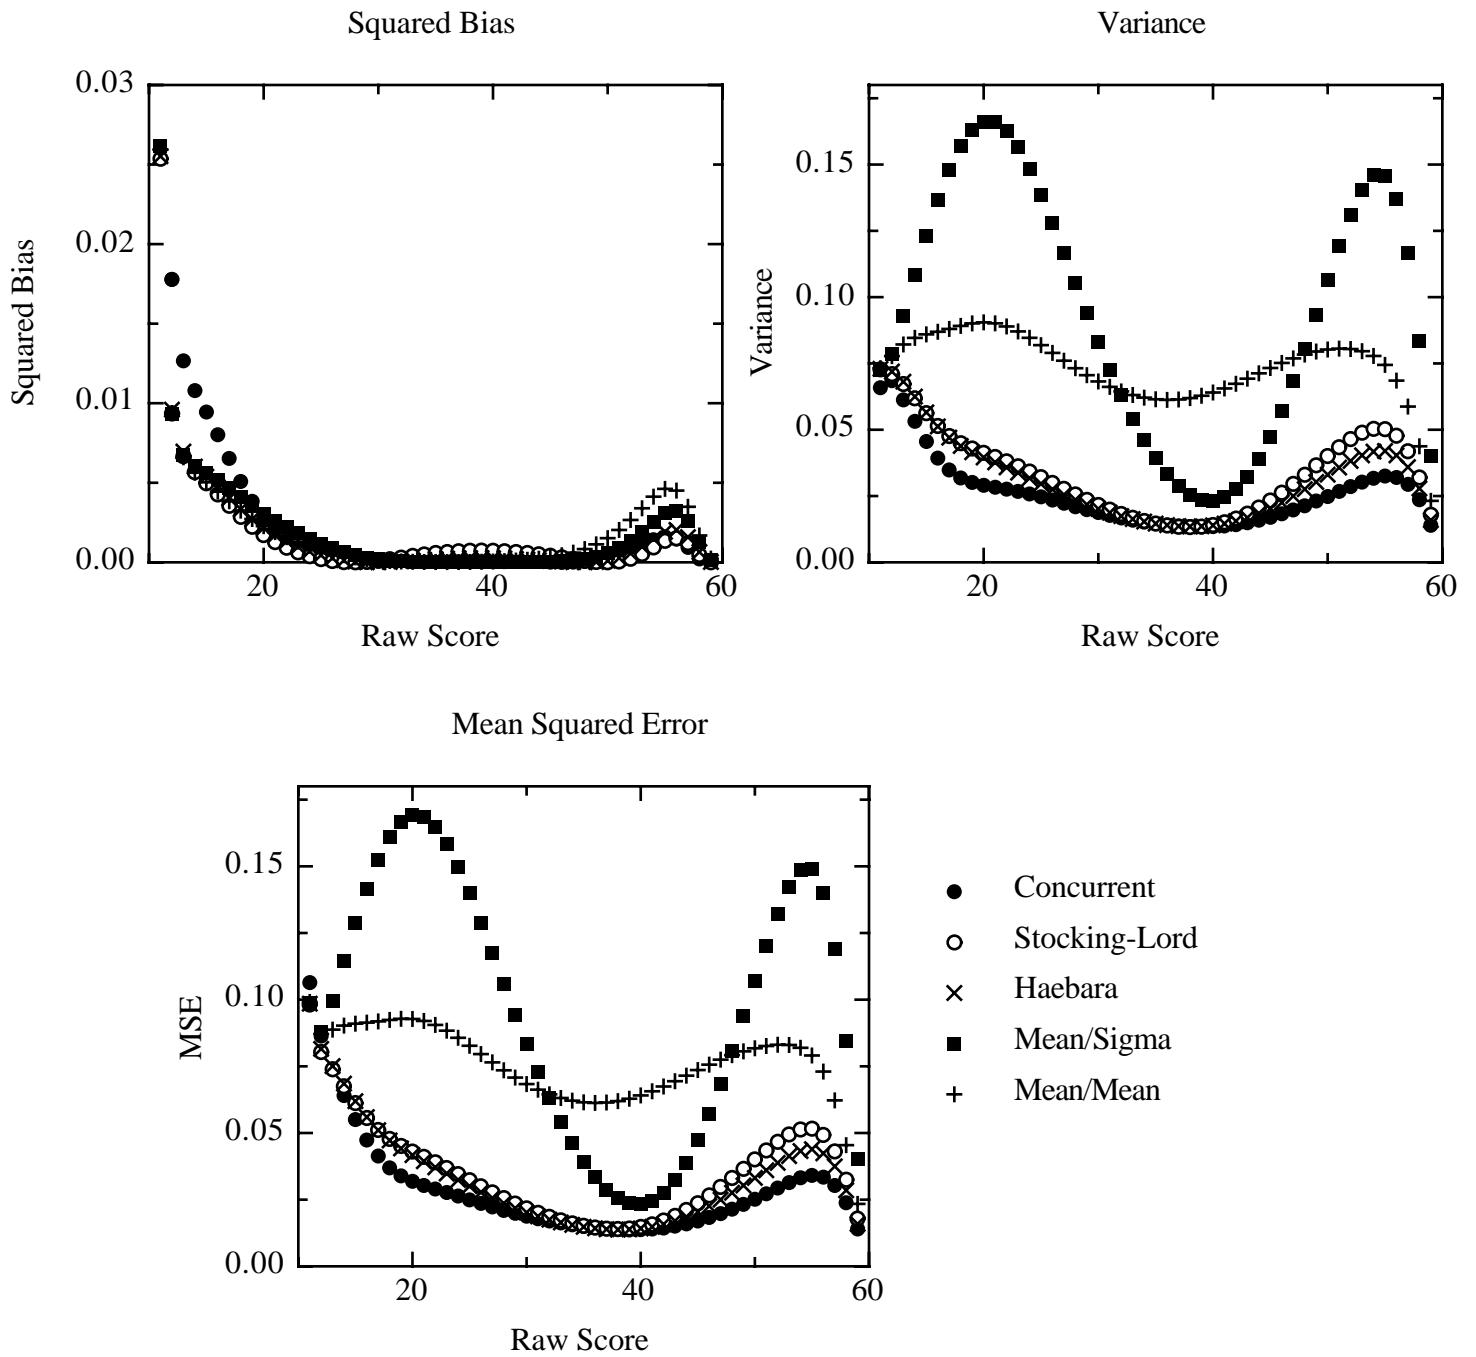 Squared Bias
Variance
0.03
0.02
0.01
0.00
Squared Bias
20
40
60
Raw Score
0.15
0.10
0.05
0.00
Variance
20
40
60
Raw Score
Mean Squared Error
0.15
0.10
0.05
0.00
MSE
20
40
60
Raw Score
Concurrent
Stocking-Lord
Haebara
Mean/Sigma
Mean/Mean